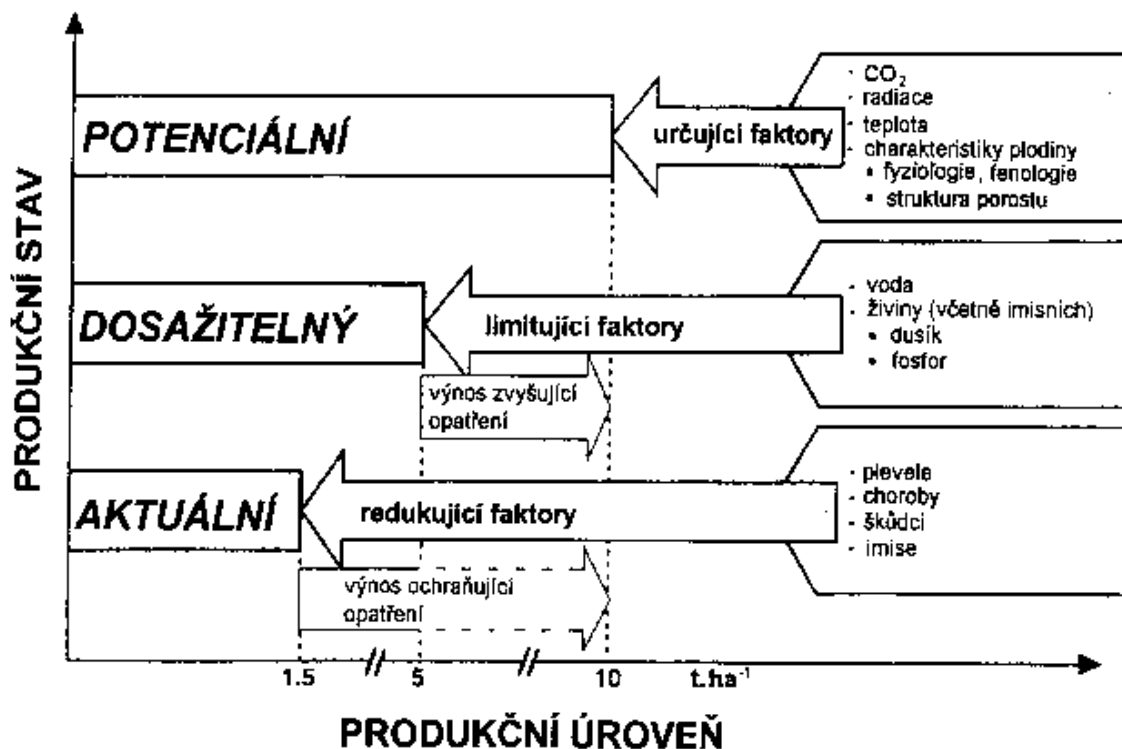 PRODUKČNÍ STAV
POTENCIÁLNÍ
určující faktory
- CO₂
- radiace
- teplota
- charakteristiky plodiny
• fyziologie, fenologie
• struktura porostu
DOSAŽITELNÝ
limitující faktory
- voda
- živiny (včetně imisních)
• dusík
• fosfor
výnos zvyšující
opatření
AKTUÁLNÍ
redukující faktory
- plevele
- choroby
- škůdci
- imise
výnos ochraňující
opatření
1.5 // 5 // 10 t.ha⁻¹
PRODUKČNÍ ÚROVEŇ